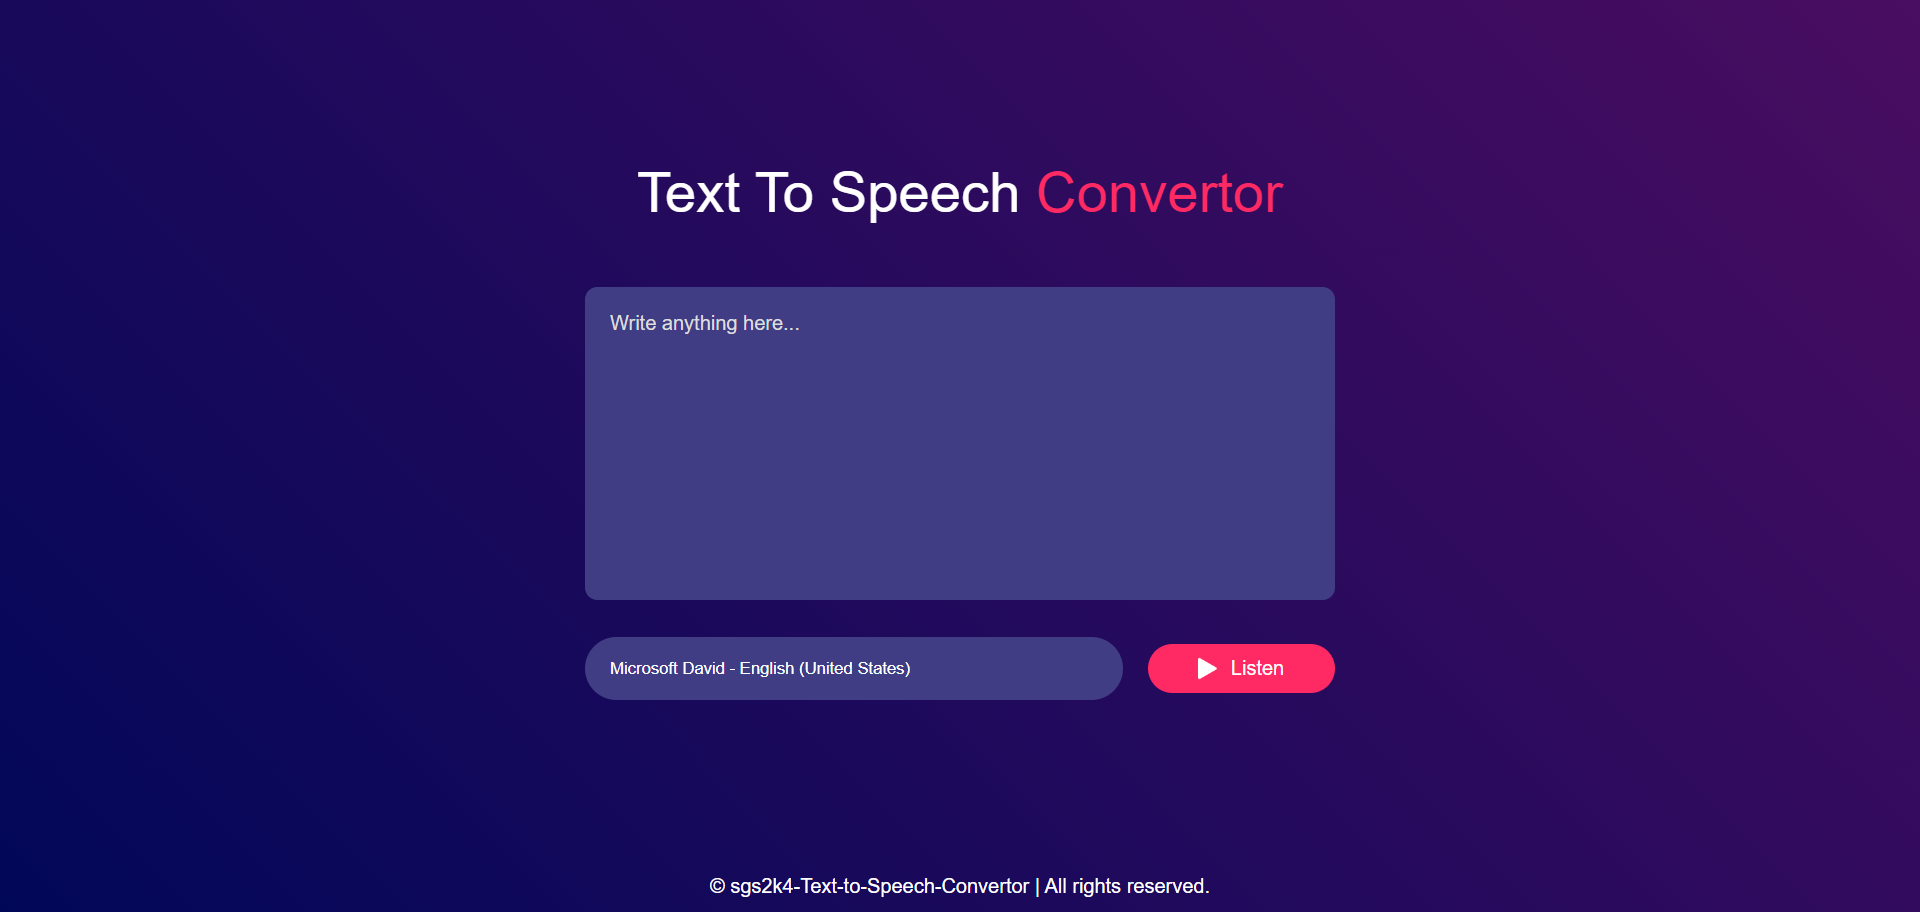 Text To Speech Convertor
Write anything here...
Microsoft David - English (United States)
Listen
© sgs2k4-Text-to-Speech-Convertor | All rights reserved.